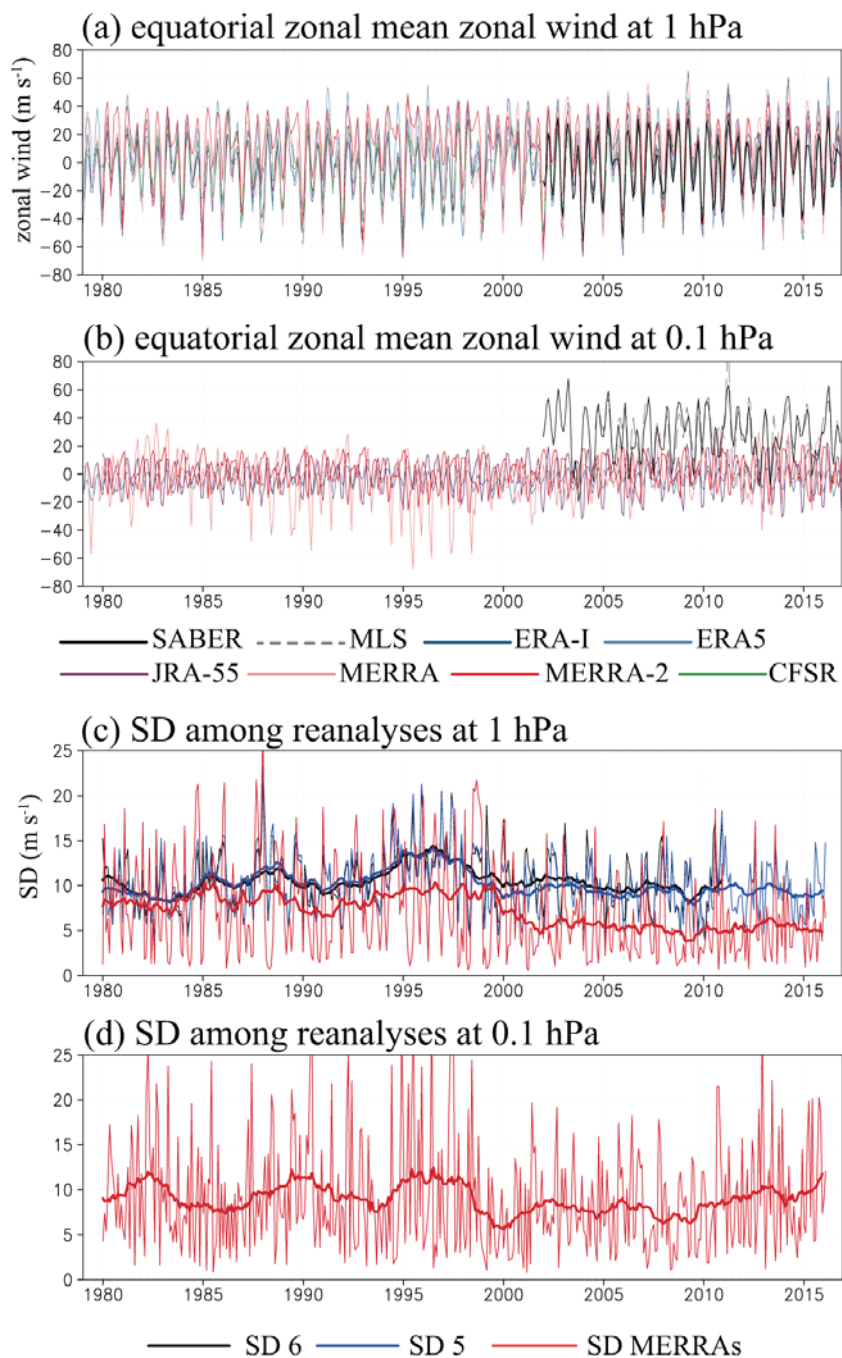 (a) equatorial zonal mean zonal wind at 1 hPa
zonal wind (m s⁻¹)
80
60
40
20
0
−20
−40
−60
−80
1980 1985 1990 1995 2000 2005 2010 2015
(b) equatorial zonal mean zonal wind at 0.1 hPa
80
60
40
20
0
−20
−40
−60
−80
1980 1985 1990 1995 2000 2005 2010 2015
SABER MLS ERA-I ERA5
JRA-55 MERRA MERRA-2 CFSR
(c) SD among reanalyses at 1 hPa
SD (m s⁻¹)
25
20
15
10
5
0
1980 1985 1990 1995 2000 2005 2010 2015
(d) SD among reanalyses at 0.1 hPa
25
20
15
10
5
0
1980 1985 1990 1995 2000 2005 2010 2015
SD 6 SD 5 SD MERRAs